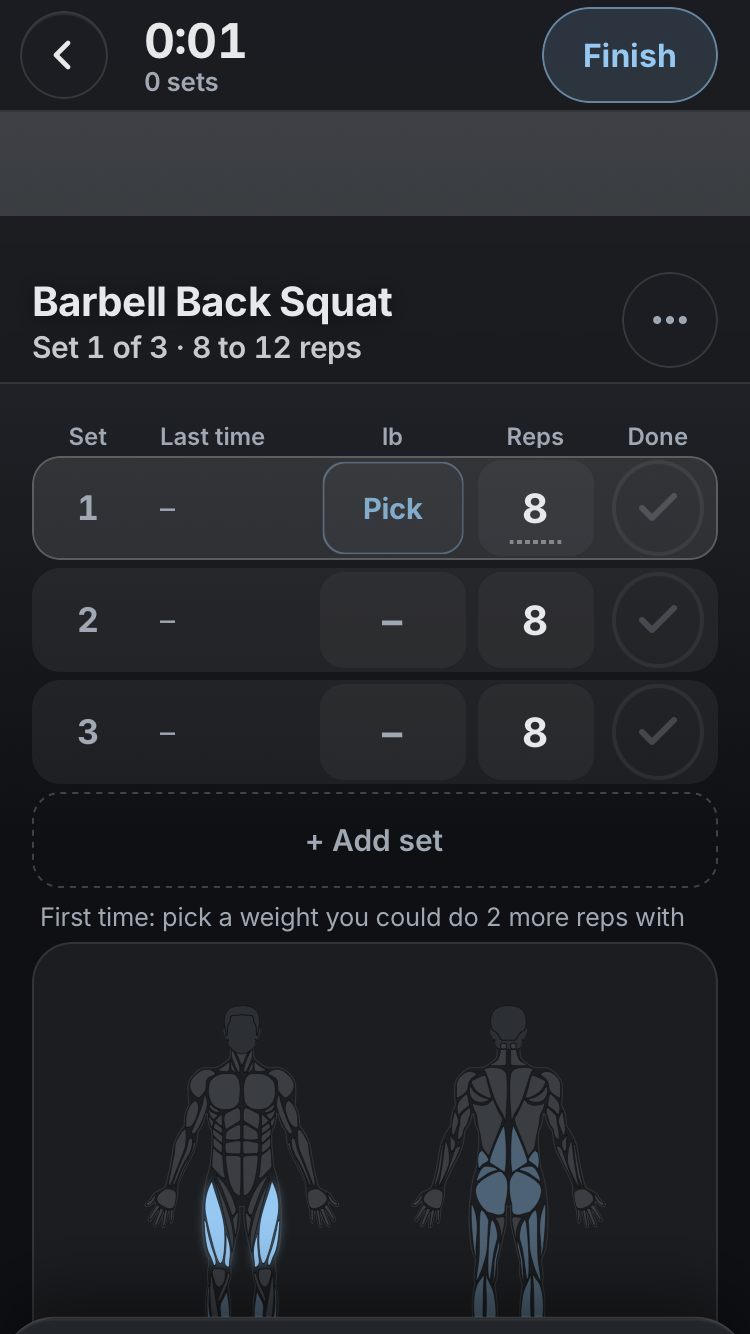 0:01
0 sets
Finish
Barbell Back Squat
Set 1 of 3 · 8 to 12 reps
Set Last time lb Reps Done
1 – Pick 8
2 – – 8
3 – – 8
+ Add set
First time: pick a weight you could do 2 more reps with